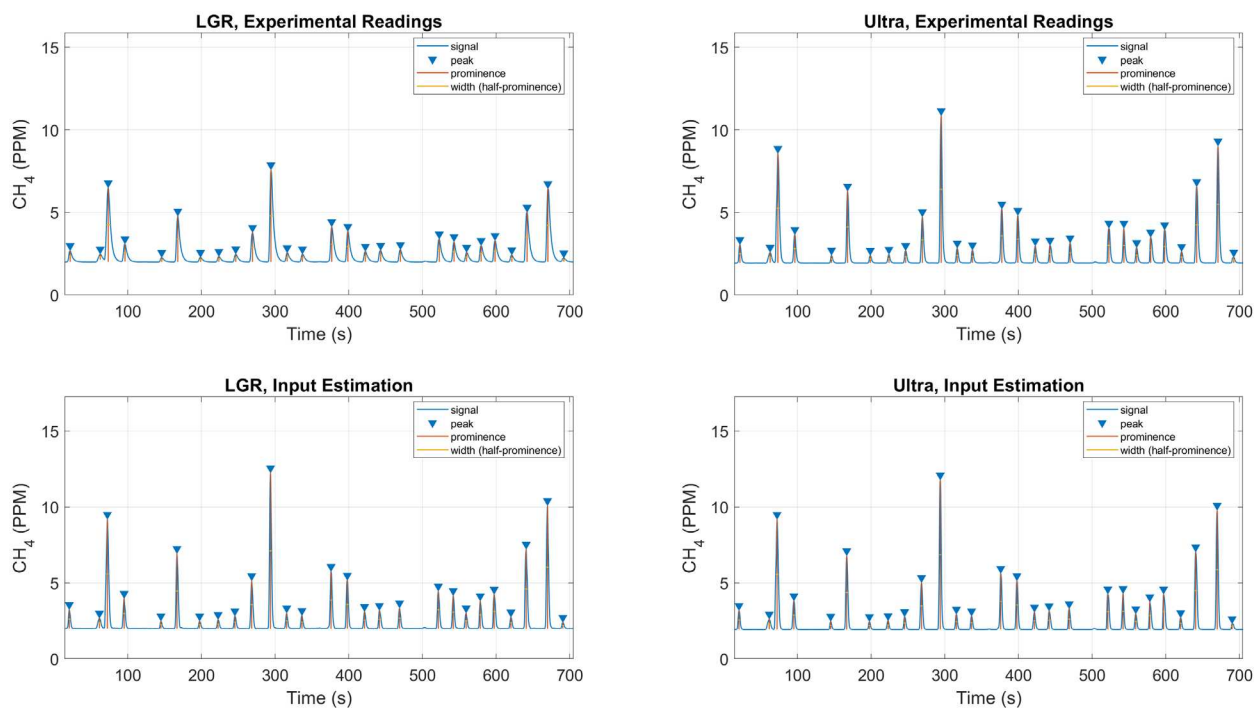 LGR, Experimental Readings
15
10
5
0
CH4 (PPM)
signal
peak
prominence
width (half-prominence)
100 200 300 400 500 600 700
Time (s)
Ultra, Experimental Readings
15
10
5
0
CH4 (PPM)
signal
peak
prominence
width (half-prominence)
100 200 300 400 500 600 700
Time (s)
LGR, Input Estimation
15
10
5
0
CH4 (PPM)
signal
peak
prominence
width (half-prominence)
100 200 300 400 500 600 700
Time (s)
Ultra, Input Estimation
15
10
5
0
CH4 (PPM)
signal
peak
prominence
width (half-prominence)
100 200 300 400 500 600 700
Time (s)